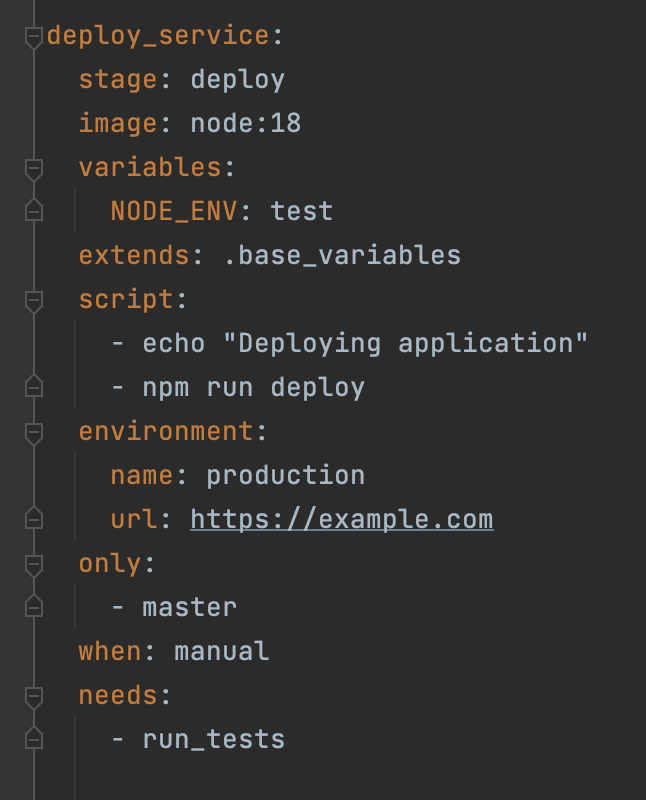 deploy_service:
  stage: deploy
  image: node:18
  variables:
    NODE_ENV: test
  extends: .base_variables
  script:
    - echo "Deploying application"
    - npm run deploy
  environment:
    name: production
    url: https://example.com
  only:
    - master
  when: manual
  needs:
    - run_tests